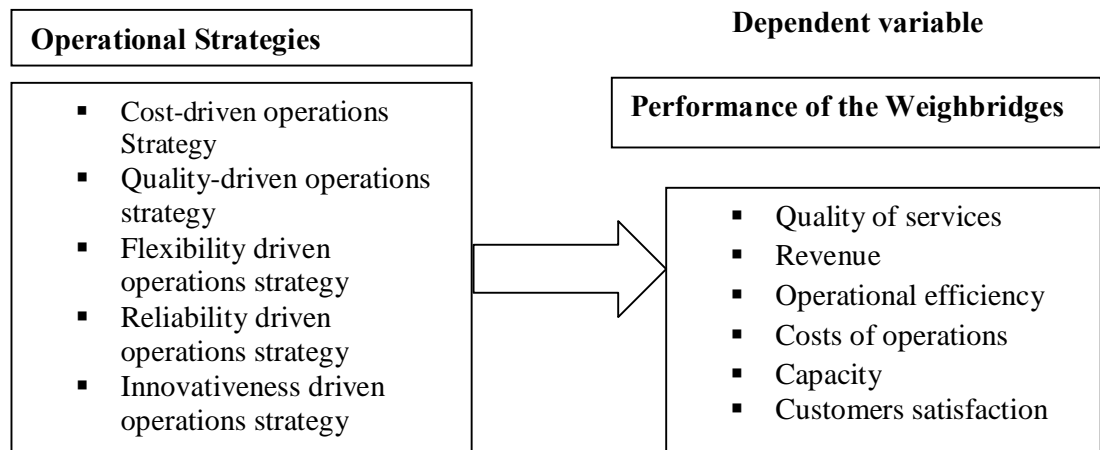 Operational Strategies
▪ Cost-driven operations
Strategy
▪ Quality-driven operations
strategy
▪ Flexibility driven
operations strategy
▪ Reliability driven
operations strategy
▪ Innovativeness driven
operations strategy
Dependent variable
Performance of the Weighbridges
▪ Quality of services
▪ Revenue
▪ Operational efficiency
▪ Costs of operations
▪ Capacity
▪ Customers satisfaction